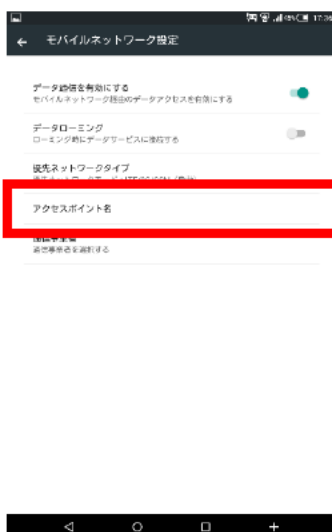 17:36
モバイルネットワーク設定
データ通信を有効にする
モバイルネットワーク経由のデータアクセスを有効にする
データローミング
ローミング時にデータサービスに接続する
優先ネットワークタイプ
アクセスポイント名
通信事業者
通信事業者を選択する